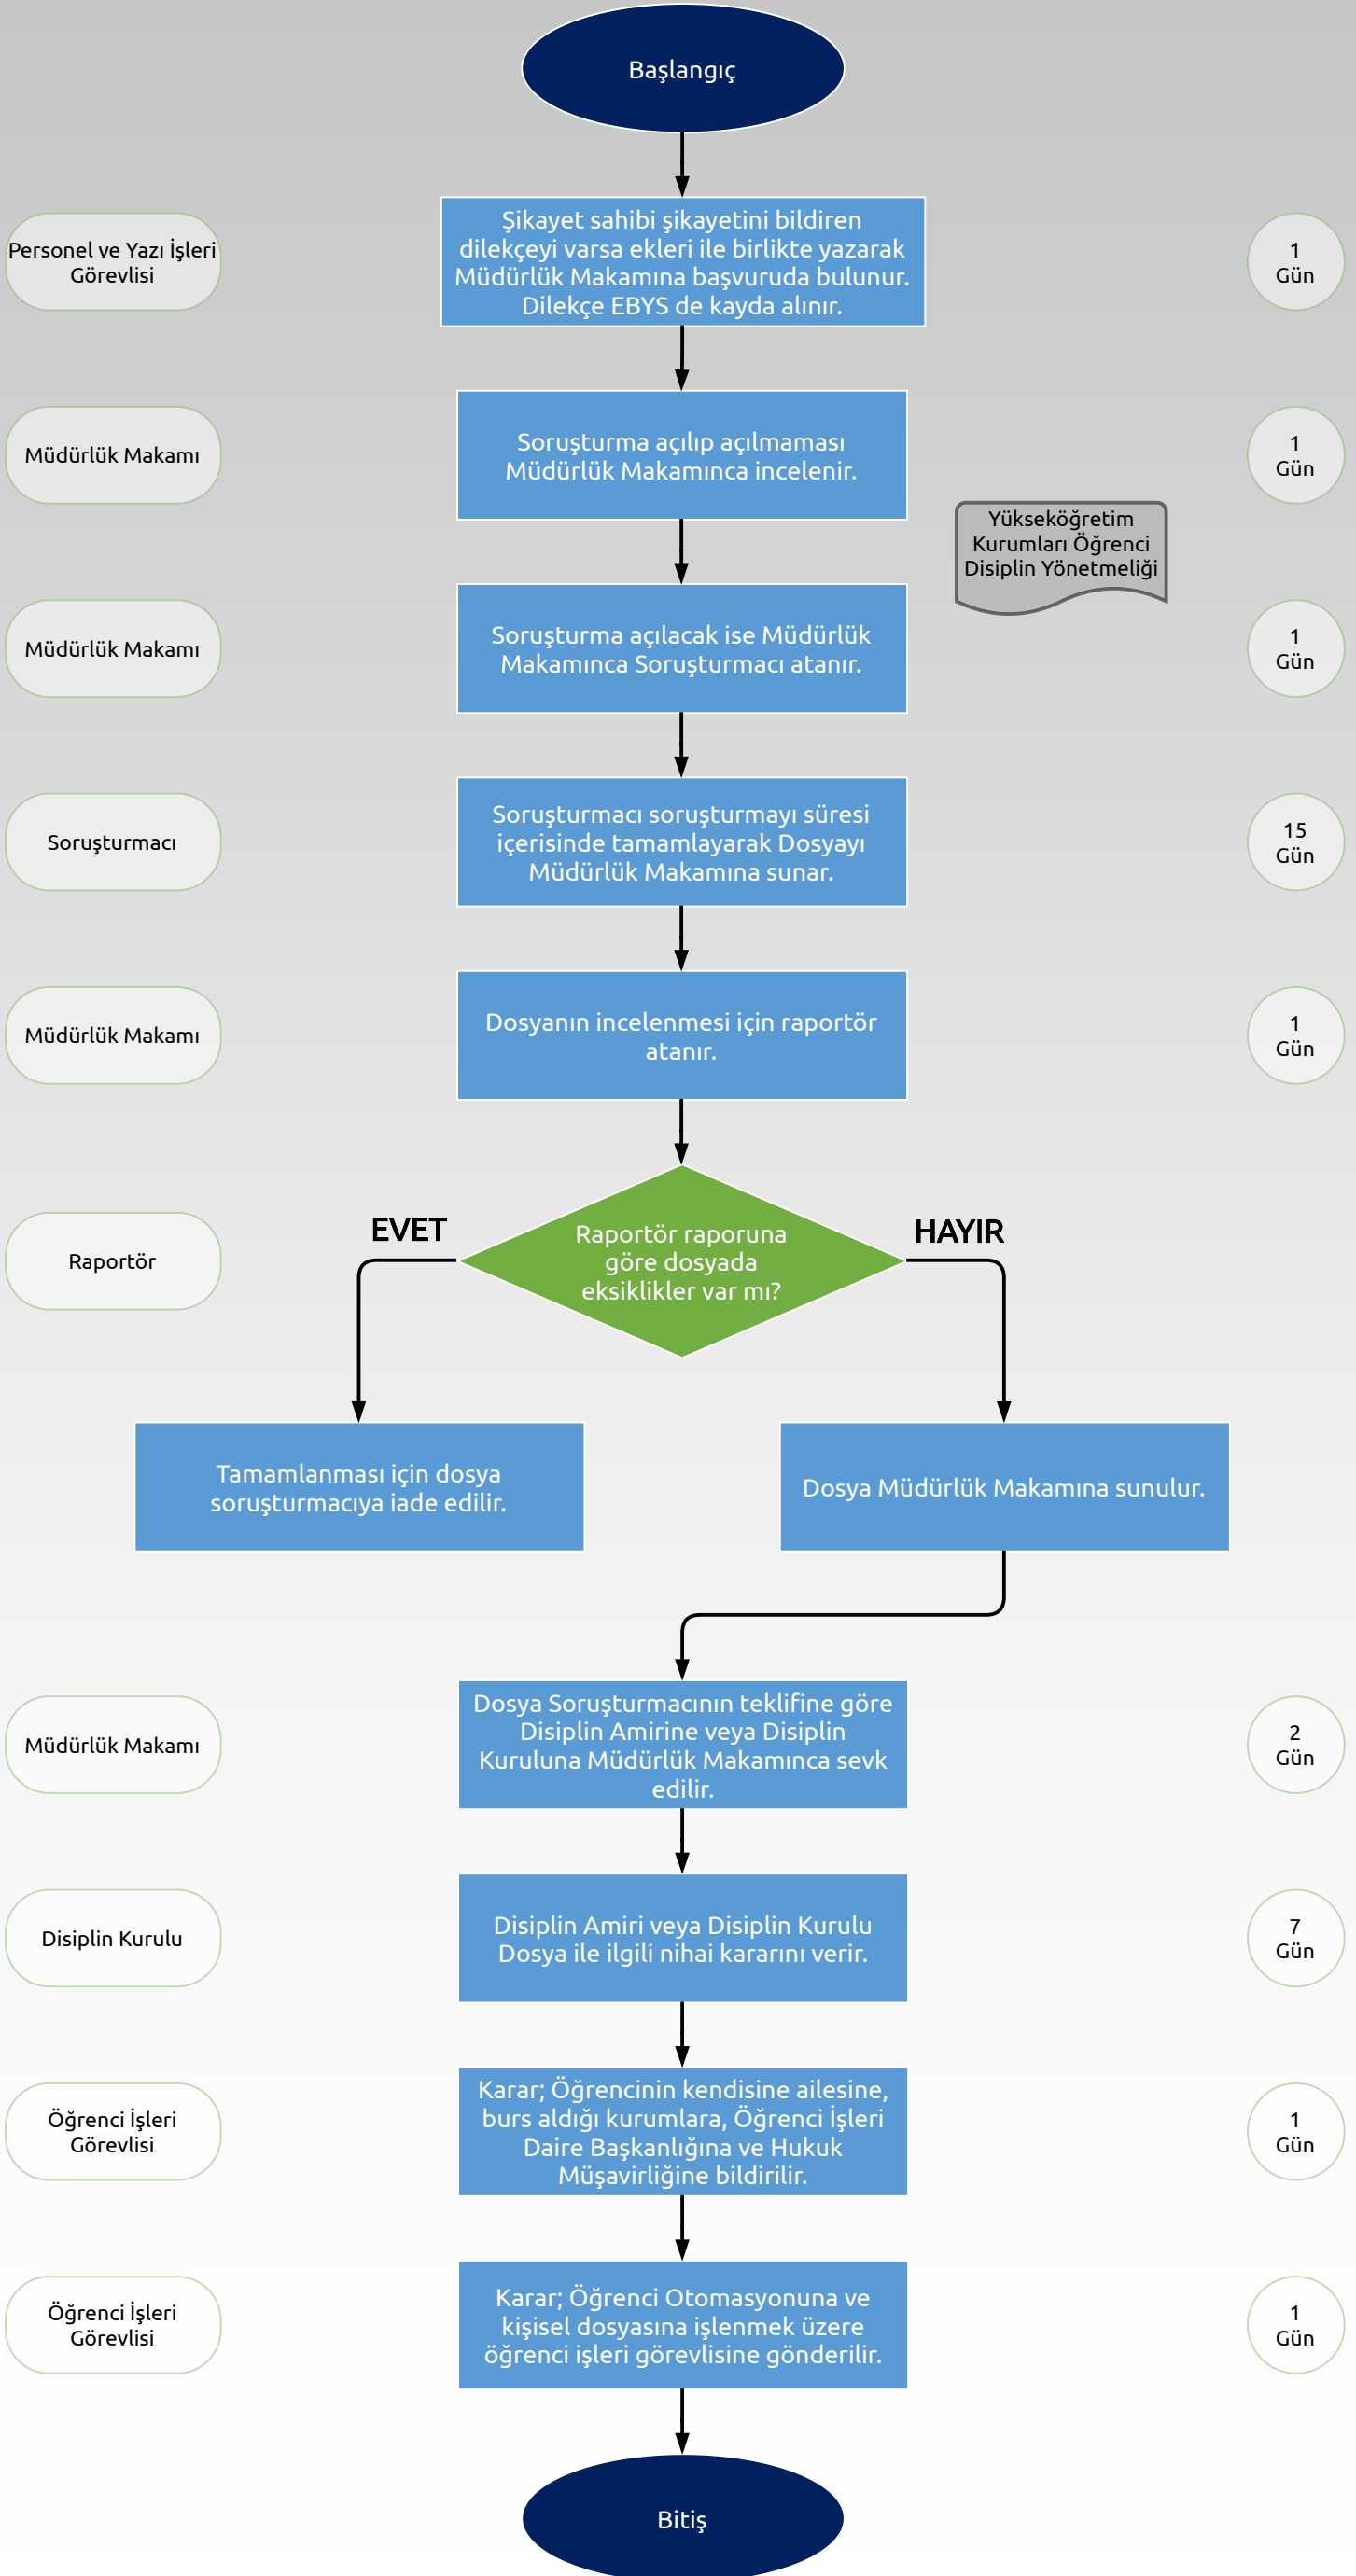 Başlangıç
Personel ve Yazı İşleri
Görevlisi
Şikayet sahibi şikayetini bildiren
dilekçeyi varsa ekleri ile birlikte yazarak
Müdürlük Makamına başvuruda bulunur.
Dilekçe EBYS de kayda alınır.
1
Gün
Müdürlük Makamı
Soruşturma açılıp açılmaması
Müdürlük Makamınca incelenir.
1
Gün
Yükseköğretim
Kurumları Öğrenci
Disiplin Yönetmeliği
Müdürlük Makamı
Soruşturma açılacak ise Müdürlük
Makamınca Soruşturmacı atanır.
1
Gün
Soruşturmacı
Soruşturmacı soruşturmayı süresi
içerisinde tamamlayarak Dosyayı
Müdürlük Makamına sunar.
15
Gün
Müdürlük Makamı
Dosyanın incelenmesi için raportör
atanır.
1
Gün
Raportör
EVET
Raportör raporuna
göre dosyada
eksiklikler var mı?
HAYIR
Tamamlanması için dosya
soruşturmacıya iade edilir.
Dosya Müdürlük Makamına sunulur.
Müdürlük Makamı
Dosya Soruşturmacının teklifine göre
Disiplin Amirine veya Disiplin
Kuruluna Müdürlük Makamınca sevk
edilir.
2
Gün
Disiplin Kurulu
Disiplin Amiri veya Disiplin Kurulu
Dosya ile ilgili nihai kararını verir.
7
Gün
Öğrenci İşleri
Görevlisi
Karar; Öğrencinin kendisine ailesine,
burs aldığı kurumlara, Öğrenci İşleri
Daire Başkanlığına ve Hukuk
Müşavirliğine bildirilir.
1
Gün
Öğrenci İşleri
Görevlisi
Karar; Öğrenci Otomasyonuna ve
kişisel dosyasına işlenmek üzere
öğrenci işleri görevlisine gönderilir.
1
Gün
Bitiş